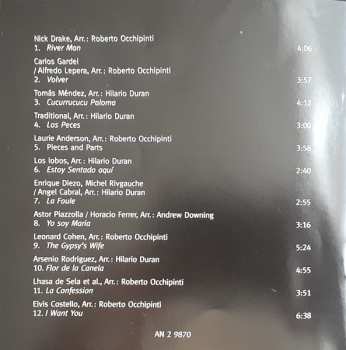 Nick Drake, Arr.: Roberto Occhipinti
1. River Man 4:06
Carlos Gardel
/ Alfredo Lepera, Arr.: Roberto Occhipinti
2. Volver 3:57
Tomás Méndez, Arr.: Hilario Duran
3. Cucurrucucu Paloma 4:12
Traditional, Arr.: Hilario Duran
4. Los Peces 3:00
Laurie Anderson, Arr.: Roberto Occhipinti
5. Pieces and Parts 3:56
Los lobos, Arr.: Hilario Duran
6. Estoy Sentado aquí 2:40
Enrique Diezo, Michel Rivgauche
/ Angel Cabral, Arr.: Hilario Duran
7. La Foule 2:55
Astor Piazzolla / Horacio Ferrer, Arr.: Andrew Downing
8. Yo soy Maria 3:16
Leonard Cohen, Arr.: Roberto Occhipinti
9. The Gypsy's Wife 5:24
Arsenio Rodriguez, Arr.: Hilario Duran
10. Flor de la Canela 4:55
Lhasa de Sela et al., Arr.: Roberto Occhipinti
11. La Confession 3:51
Elvis Costello, Arr.: Roberto Occhipinti
12. I Want You 6:38
AN 2 9870